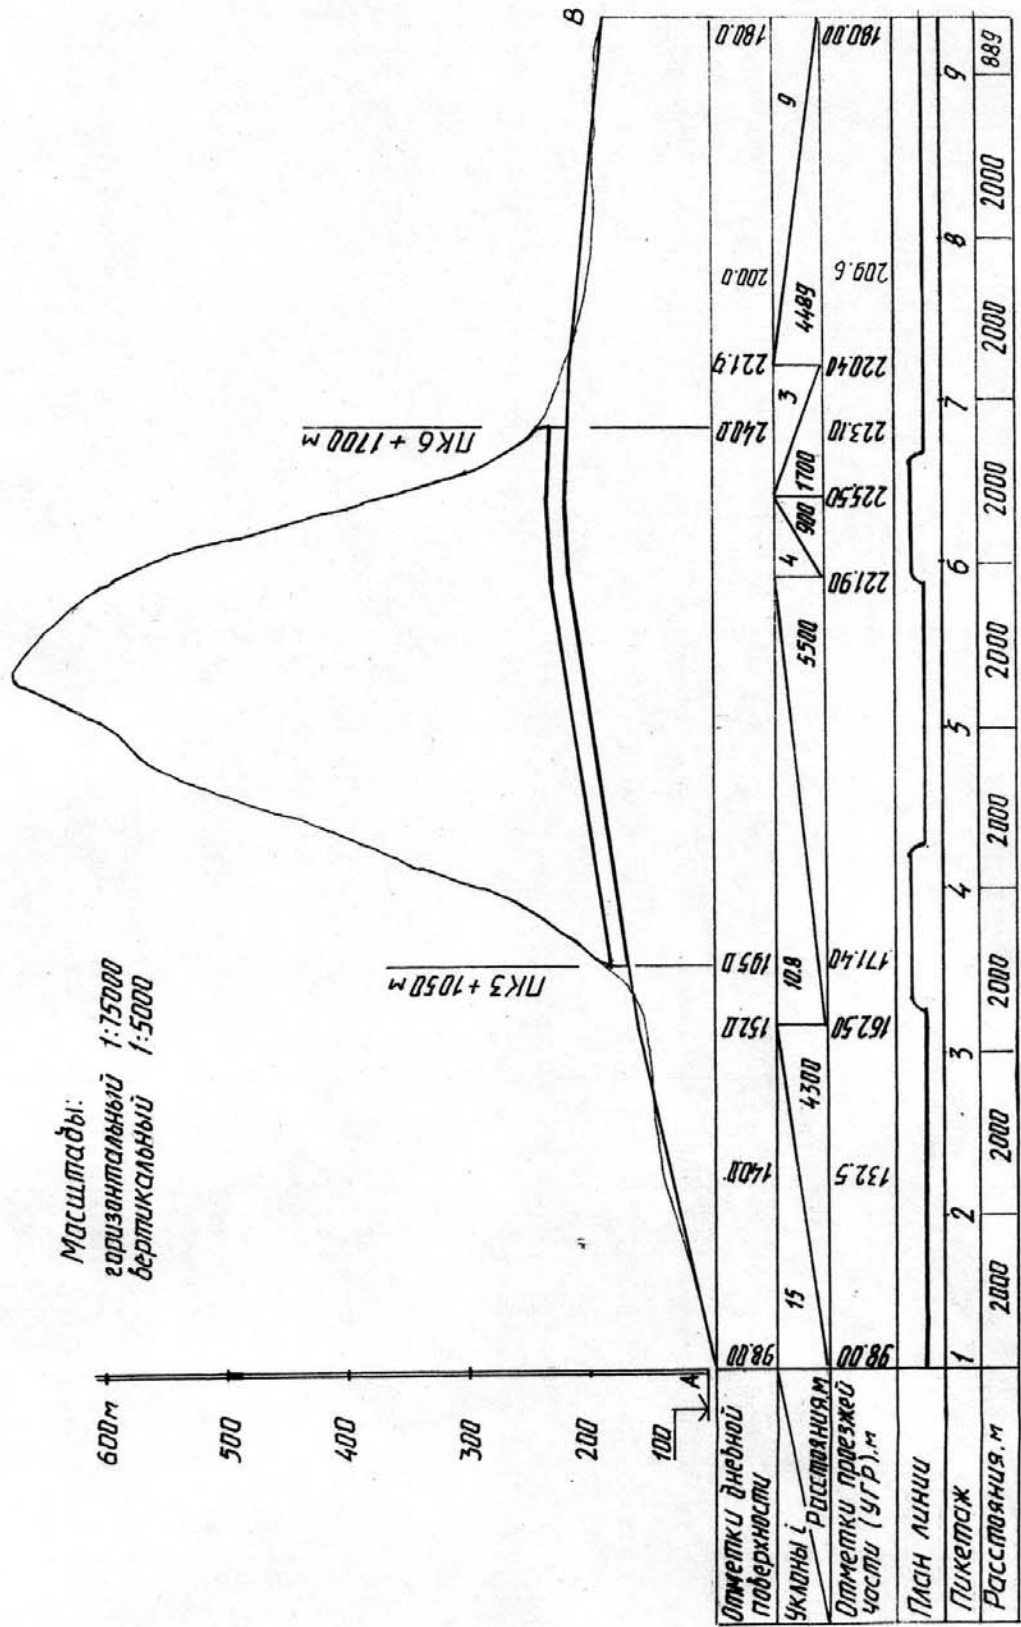 Масштабы:
горизонтальный 1:75000
вертикальный 1:5000
600м
500
400
300
200
100
А
В
ПК3 + 1050 м
ПК6 + 1700 м
Отметки дневной поверхности
98.00 140.0 152.0 195.0 240.0 221.9 200.0 180.0
Уклоны i
Расстояния, м
15 10.8 4 3 9
4300 5500 900 1700 4489
Отметки проезжей части (УГР), м
98.00 132.5 162.50 171.40 221.90 225.50 223.10 220.40 209.6 180.00
План линии
Пикетаж
1 2 3 4 5 6 7 8 9
Расстояния, м
2000 2000 2000 2000 2000 2000 2000 2000 889